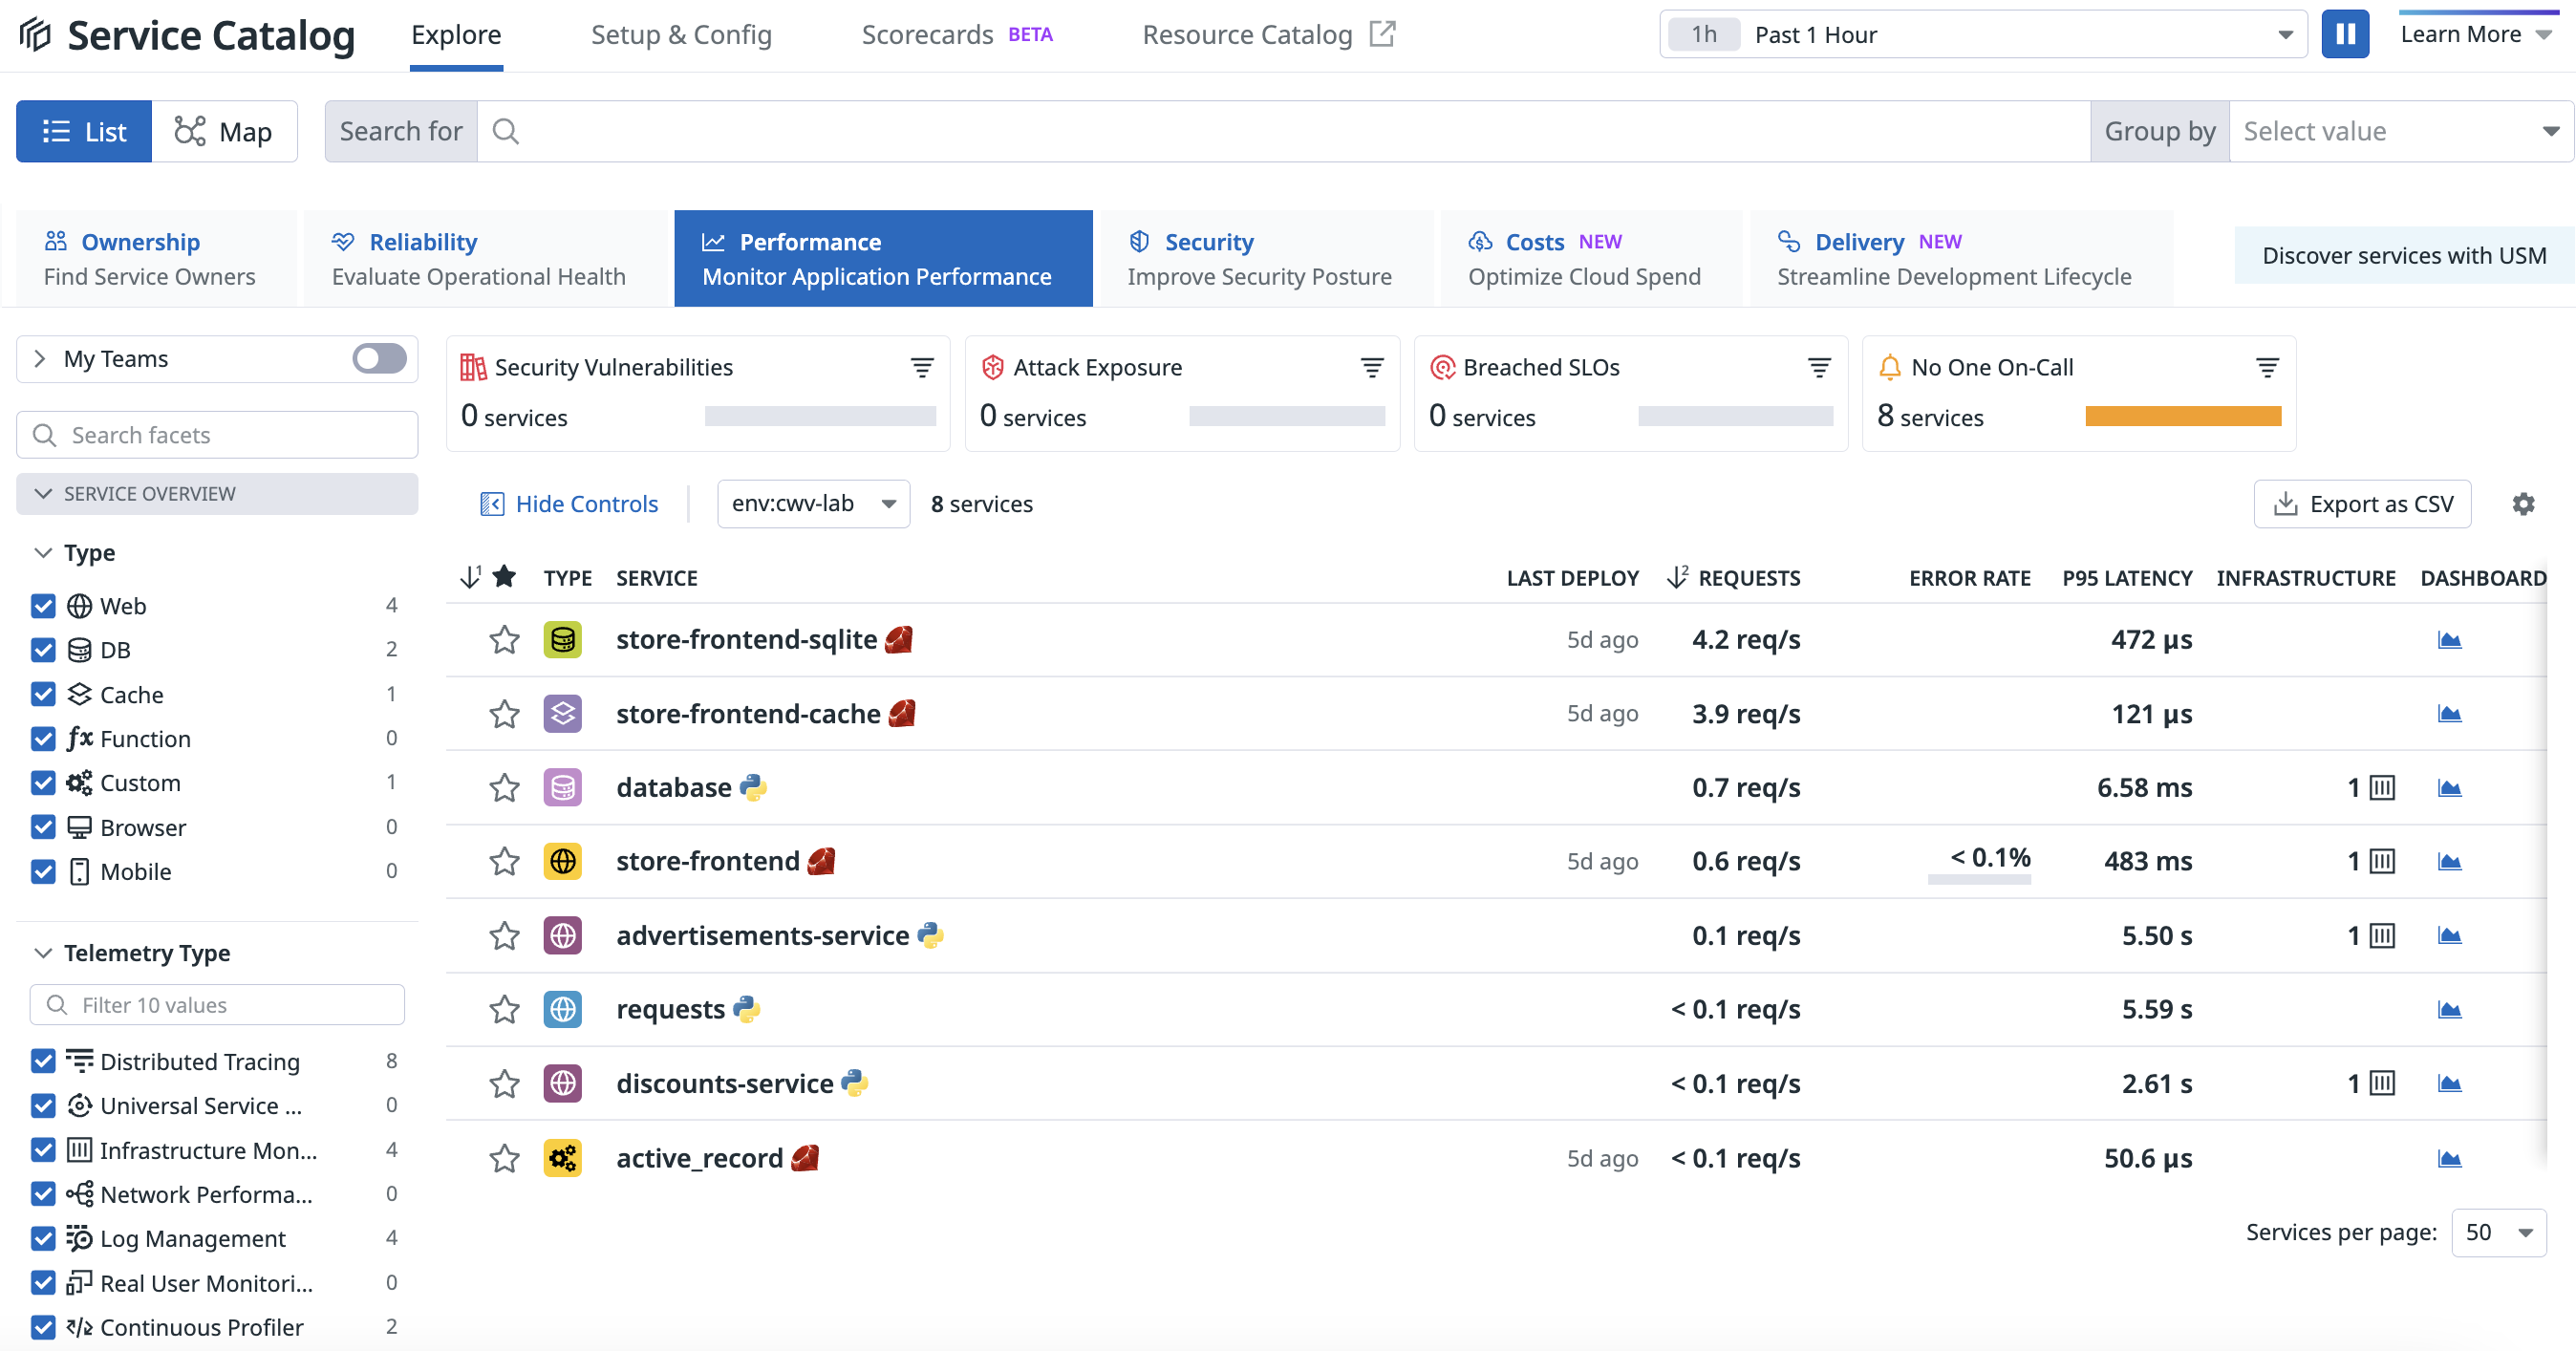 Service Catalog Explore Setup & Config Scorecards BETA Resource Catalog 1h Past 1 Hour Learn More
List Map Search for Group by Select value
Ownership Reliability Performance Security Costs NEW Delivery NEW
Find Service Owners Evaluate Operational Health Monitor Application Performance Improve Security Posture Optimize Cloud Spend Streamline Development Lifecycle
Discover services with USM
My Teams
Search facets
SERVICE OVERVIEW
Type
Web 4
DB 2
Cache 1
Function 0
Custom 1
Browser 0
Mobile 0
Telemetry Type
Filter 10 values
Distributed Tracing 8
Universal Service ... 0
Infrastructure Mon... 4
Network Performa... 0
Log Management 4
Real User Monitori... 0
Continuous Profiler 2
Security Vulnerabilities Attack Exposure Breached SLOs No One On-Call
0 services 0 services 0 services 8 services
Hide Controls env:cwv-lab 8 services Export as CSV
1 TYPE SERVICE LAST DEPLOY 2 REQUESTS ERROR RATE P95 LATENCY INFRASTRUCTURE DASHBOARD
store-frontend-sqlite 5d ago 4.2 req/s 472 µs
store-frontend-cache 5d ago 3.9 req/s 121 µs
database 0.7 req/s 6.58 ms 1
store-frontend 5d ago 0.6 req/s < 0.1% 483 ms 1
advertisements-service 0.1 req/s 5.50 s 1
requests < 0.1 req/s 5.59 s
discounts-service < 0.1 req/s 2.61 s 1
active_record 5d ago < 0.1 req/s 50.6 µs
Services per page: 50